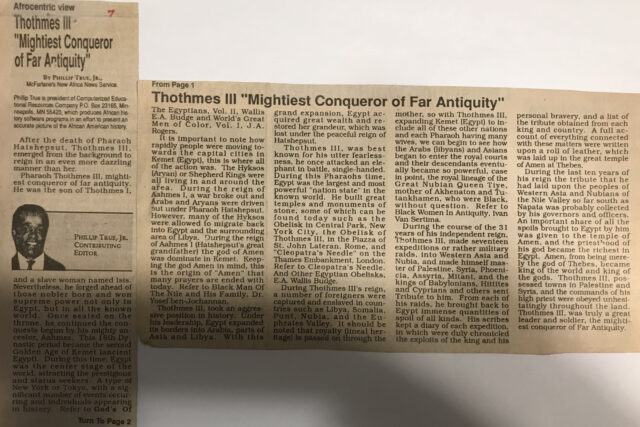 Afrocentric view
7
Thothmes III
"Mightiest Conqueror
of Far Antiquity"
BY PHILLIP TRUE, JR.,
McFarlane's New Africa News Service.
Phillip True is president of Computerized Educa-
tional Resources Company P.O. Box 22165, Min-
neapolis, MN 55423, which produces African his-
tory software programs in an effort to present an
accurate picture of the African American history.
After the death of Pharaoh
Hatshepsut, Thothmes III,
emerged from the background to
reign in an even more dazzling
manner than her.
Pharaoh Thothmes III, might-
est conqueror of far antiquity.
He was the son of Thothmes I,
PHILLIP TRUE, JR.
CONTRIBUTING
EDITOR
and a slave woman named Isis.
Nevertheless, he forged ahead of
those nobler born and won
supreme power not only in
Egypt, but in all the known
world. Once seated on the
throne, he continued the con-
quests begun by his mighty an-
cestor, Aahmes. This 18th Dy-
nastic period became the second
Golden Age of Kemet (ancient
Egypt). During this time, Egypt
was the center stage of the
world, attracting the prestigious
and status seekers. A type of
New York or Tokyo, with a sig-
nificant number of events occur-
ring and individuals appearing
in history. Refer to God's Of
Turn To Page 2
From Page 1
Thothmes III "Mightiest Conqueror of Far Antiquity"
The Egyptians, Vol. II, Wallis
E.A. Budge and World's Great
Men of Color, Vol. 1, J.A.
Rogers.
It is important to note how
rapidly people were moving to-
wards the capital cities in
Kemet (Egypt), this is where all
of the action was. The Hyksos
(Aryan) or Shepherd Kings were
all living in and around the
area. During the reign of
Aahmes I, a war broke out and
Arabs and Aryans were driven
out under Pharaoh Hatshepsut.
However, many of the Hyksos
were allowed to migrate back
into Egypt and the surrounding
area of Libya. During the reign
of Aahmes I (Hatshepsut's great
grandfather) the god of Amen
was dominate in Kemet. Keep-
ing the god Amen in mind, this
is the origin of "Amen" that
many prayers are ended with
today. Refer to Black Man Of
The Nile and His Family, Dr.
Yosef ben-Jochannan.
Thothmes III, took an aggres-
sive position in history. Under
his leadership, Egypt expanded
its borders into Arabia, parts of
Asia and Libya. With this
grand expansion, Egypt ac-
quired great wealth and re-
stored her grandeur, which was
lost under the peaceful reign of
Hatshepsut.
Thothmes III, was best
known for his utter fearless-
ness, he once attacked an ele-
phant in battle, single-handed.
During this Pharaohs time,
Egypt was the largest and most
powerful "nation state" in the
known world. He built great
temples and monuments of
stone, some of which can be
found today such as the
Obelisk in Central Park, New
York City, the Obelisk of
Thothmes III, in the Piazza of
St. John Lateran, Rome, and
"Cleopatra's Needle" on the
Thames Embankment, London.
Refer to Cleopatra's Needle.
And Other Egyptian Obelisks.
E.A. Wallis Budge.
During Thothmes III's reign
a number of foreigners were
captured and enslaved in coun-
tries such as Libya, Somalia,
Punt, Nubia, and the Eu-
phrates Valley. It should be
noted that royalty (linear her-
itage) is passed on through the
mother, so with Thothmes III,
expanding Kemet (Egypt) to in-
clude all of these other nations
and each Pharaoh having many
wives, we can begin to see how
the Arabs (libyans) and Asians
began to enter the royal courts
and their descendants eventu-
ally became so powerful, case
in point, the royal lineage of the
Great Nubian Queen Tiye,
mother of Akhenaton and Tu-
tankhamen, who were Black,
without question. Refer to
Black Women In Antiquity, Ivan
Van Sertima.
During the course of the 31
years of his independent reign,
Thothmes III, made seventeen
expeditions or rather military
raids, into Western Asia and
Nubia, and made himself mas-
ter of Palestine, Syria, Phoeni-
cia, Assyria, Mitani, and the
kings of Babylonians, Hittites
and Cyprians and others sent
Tribute to him. From each of
his raids, he brought back to
Egypt immense quantities of
spoil of all kinds. His scribes
kept a diary of each expedition,
in which were duly chronicled
the exploits of the king and his
personal bravery, and a list of
the tribute obtained from each
king and country. A full ac-
count of everything connected
with these matters were written
upon a roll of leather, which
was laid up in the great temple
of Amen at Thebes.
During the last ten years of
his reign the tribute that he
had laid upon the peoples of
Western Asia and Nubians of
the Nile Valley so far south as
Napata was probably collected
by his governors and officers.
An important share of all the
spoils brought to Egypt by him
was given to the temple of
Amen, and the priesthood of
his god became the richest in
Egypt. Amen, from being mere-
ly the god of Thebes, became
king of the world and king of
the gods. Thothmes III, pos-
sessed towns in Palestine and
Syria, and the commands of his
high priest were obeyed unhesi-
tatingly throughout the land.
Thothmes III, was truly a great
leader and soldier, the mighti-
est conqueror of Far Antiquity.